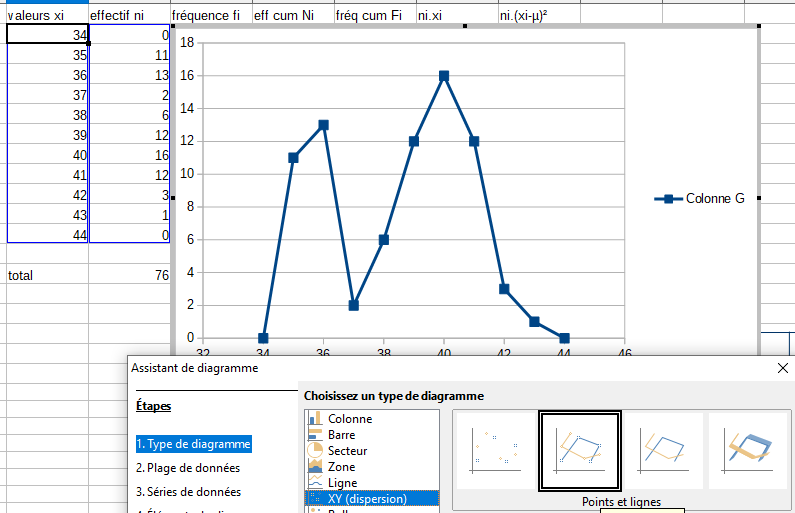 valeurs xi effectif ni fréquence fi eff cum Ni fréq cum Fi ni.xi ni.(xi-µ)²
34 0
35 11
36 13
37 2
38 6
39 12
40 16
41 12
42 3
43 1
44 0
total 76
18
16
14
12
10
8
6
4
2
0
32 34 36 38 40 42 44 46
Colonne G
Assistant de diagramme
Étapes
1. Type de diagramme
2. Plage de données
3. Séries de données
Choisissez un type de diagramme
Colonne
Barre
Secteur
Zone
Ligne
XY (dispersion)
Points et lignes